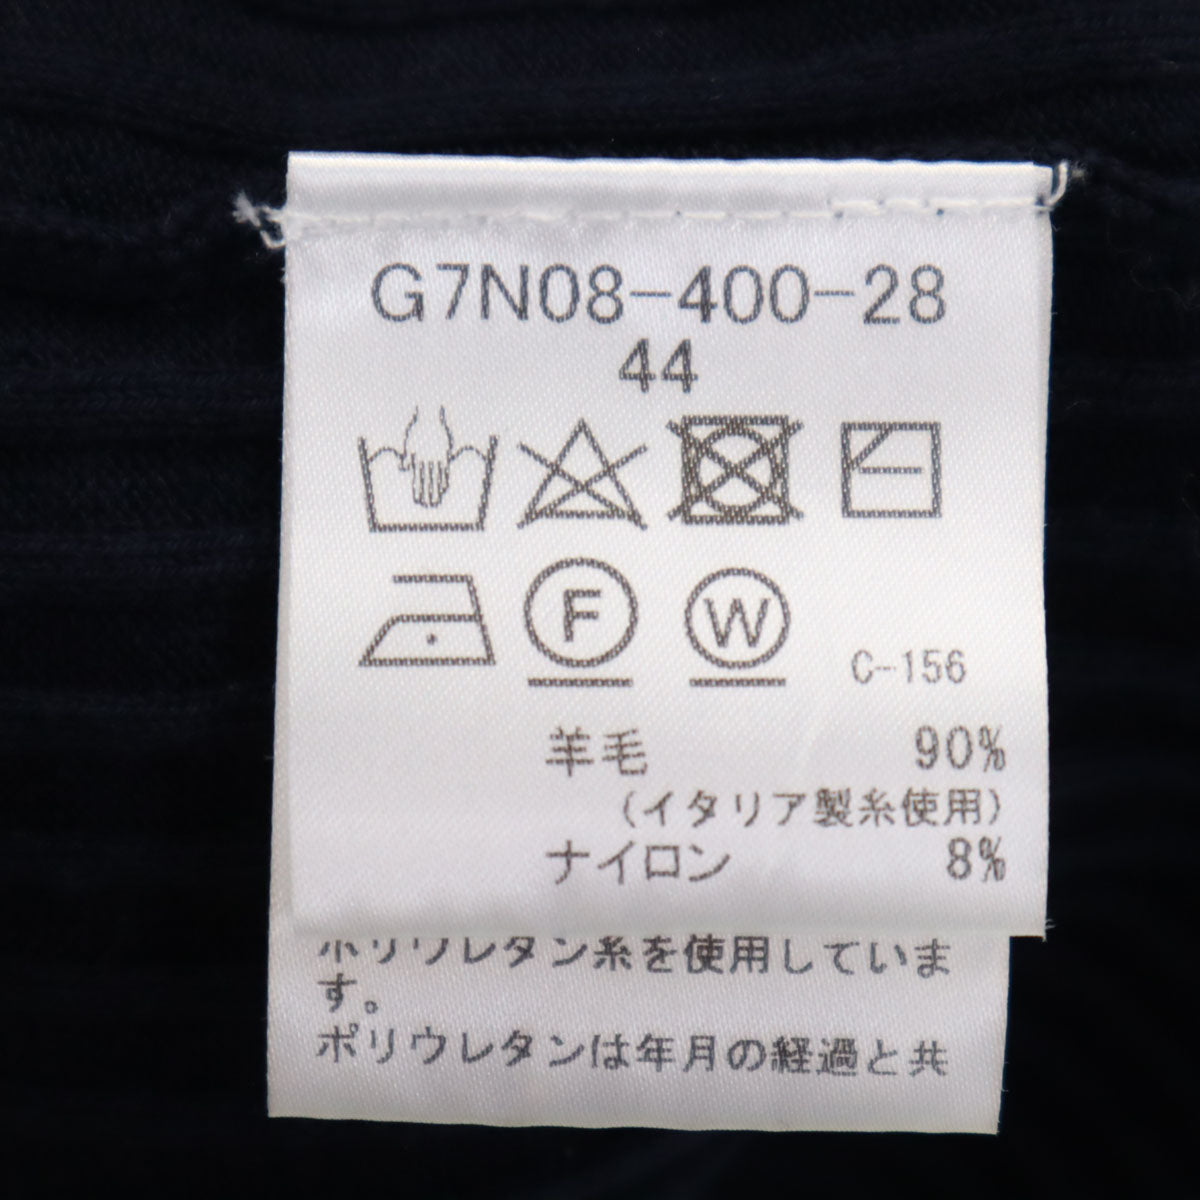 G7N08-400-28
44
F W
C-156
羊毛 90%
(イタリア製糸使用)
ナイロン 8%
ポリウレタン糸を使用していま
す。
ポリウレタンは年月の経過と共